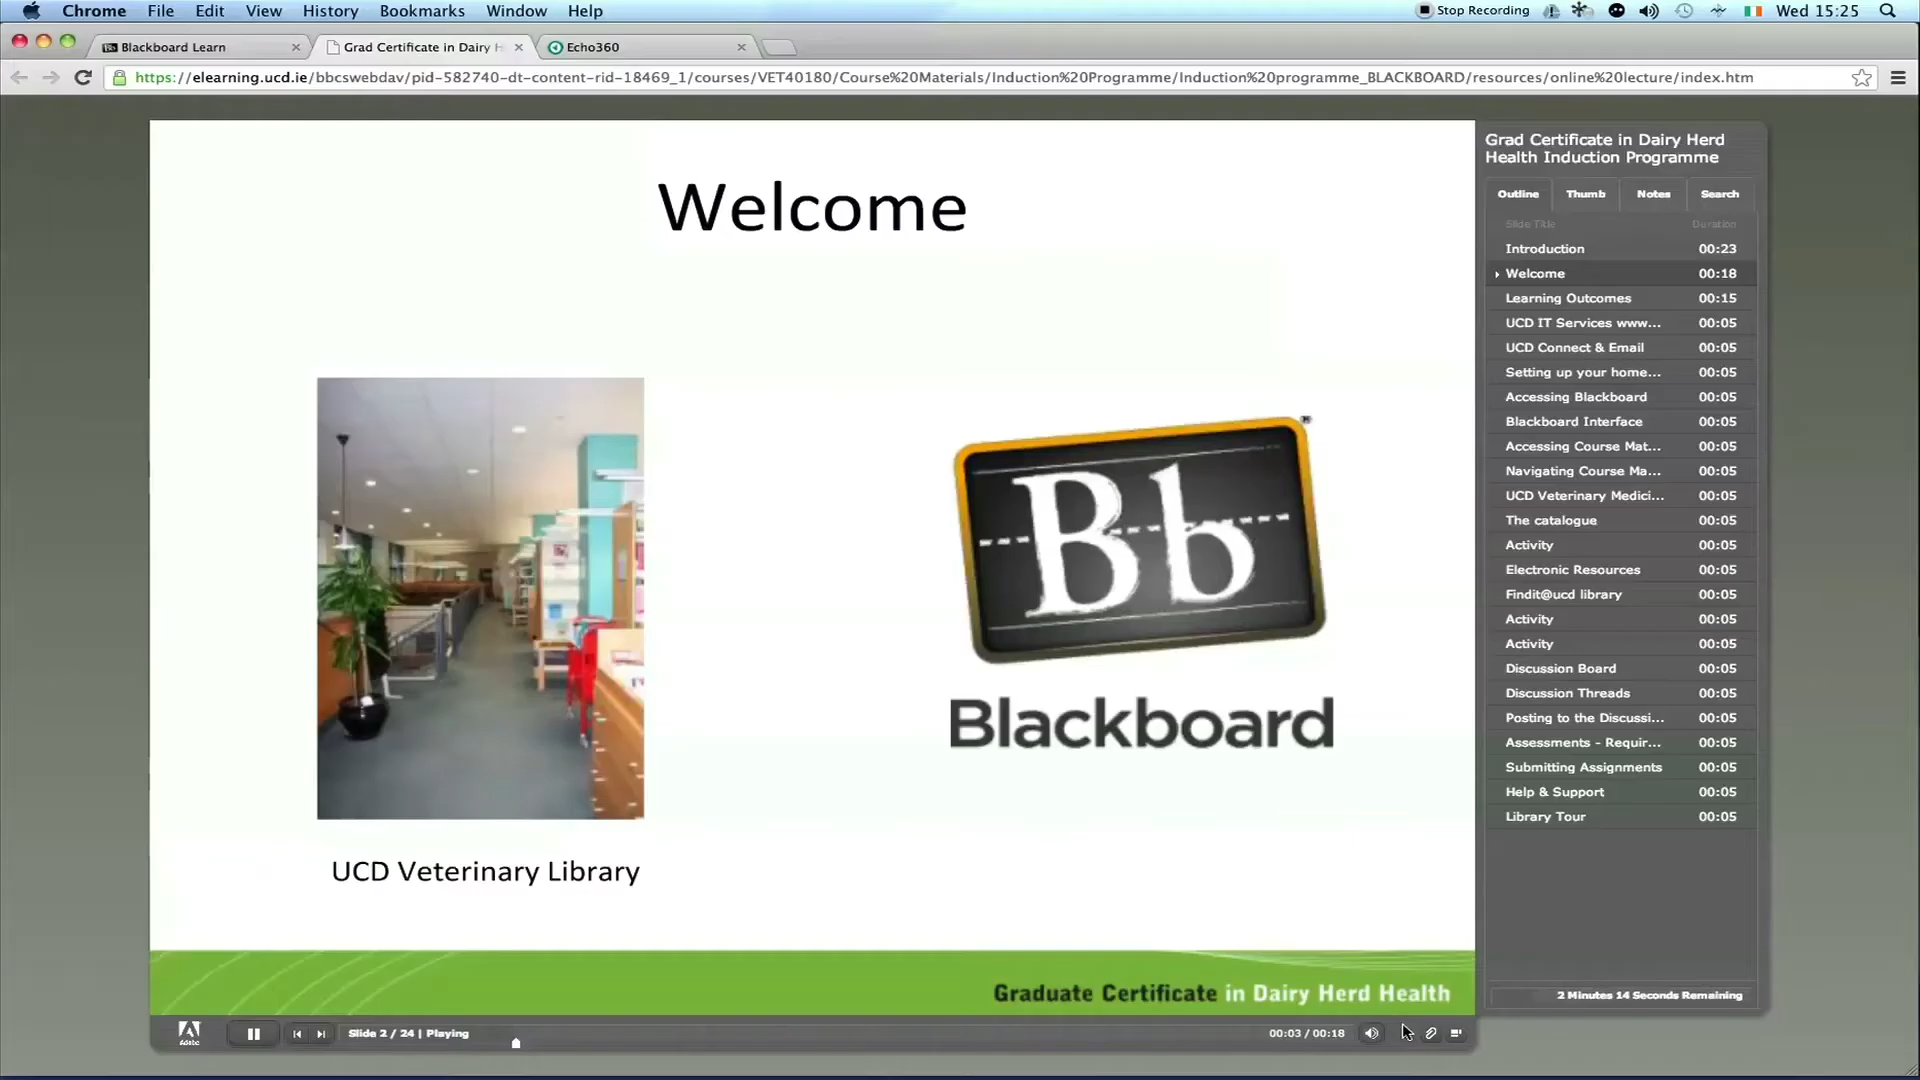 Chrome File Edit View History Bookmarks Window Help Stop Recording Wed 15:25
Blackboard Learn Grad Certificate in Dairy H Echo360
https://elearning.ucd.ie/bbcswebdav/pid-582740-dt-content-rid-18469_1/courses/VET40180/Course%20Materials/Induction%20Programme/Induction%20programme_BLACKBOARD/resources/online%20lecture/index.htm
Welcome
Bb
Blackboard
UCD Veterinary Library
Graduate Certificate in Dairy Herd Health
Adobe
Slide 2 / 24 | Playing
00:03 / 00:18
Grad Certificate in Dairy Herd
Health Induction Programme
Outline Thumb Notes Search
Slide Title Duration
Introduction 00:23
Welcome 00:18
Learning Outcomes 00:15
UCD IT Services www... 00:05
UCD Connect & Email 00:05
Setting up your home... 00:05
Accessing Blackboard 00:05
Blackboard Interface 00:05
Accessing Course Mat... 00:05
Navigating Course Ma... 00:05
UCD Veterinary Medici... 00:05
The catalogue 00:05
Activity 00:05
Electronic Resources 00:05
Findit@ucd library 00:05
Activity 00:05
Activity 00:05
Discussion Board 00:05
Discussion Threads 00:05
Posting to the Discussi... 00:05
Assessments - Requir... 00:05
Submitting Assignments 00:05
Help & Support 00:05
Library Tour 00:05
2 Minutes 14 Seconds Remaining